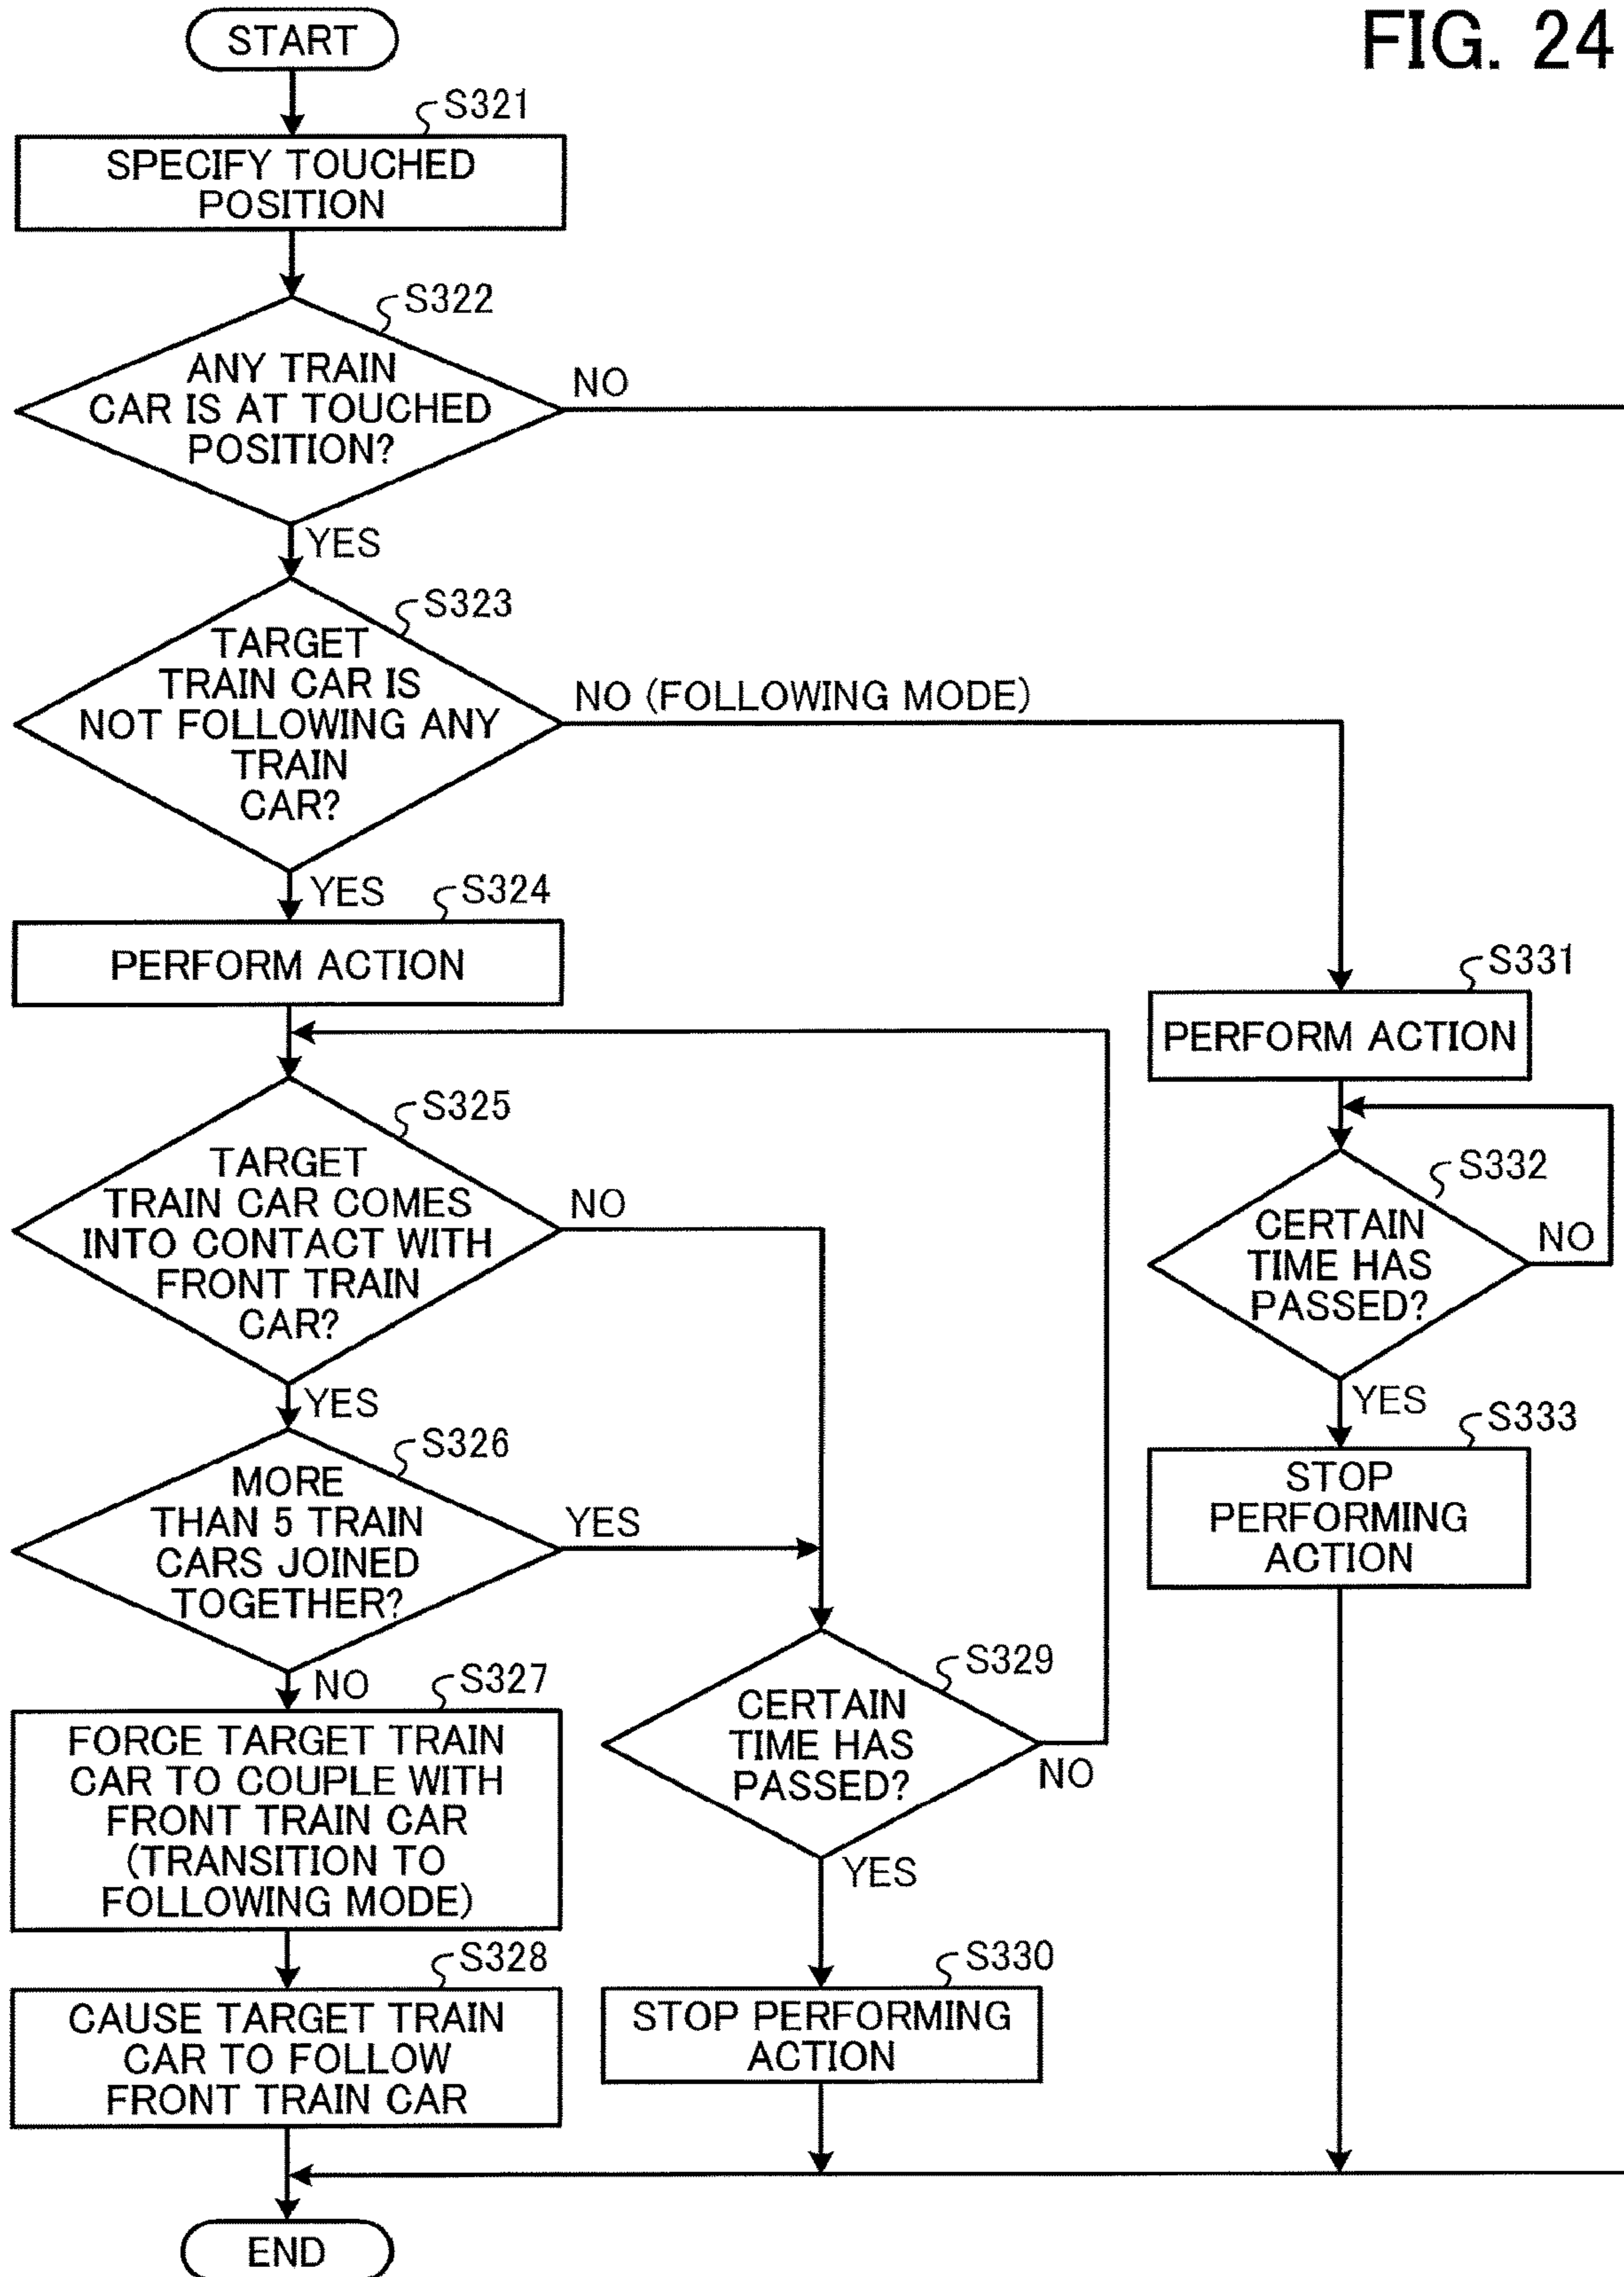 FIG. 24
START
S321
SPECIFY TOUCHED
POSITION
S322
ANY TRAIN
CAR IS AT TOUCHED
POSITION?
NO
YES
S323
TARGET
TRAIN CAR IS
NOT FOLLOWING ANY
TRAIN
CAR?
NO (FOLLOWING MODE)
YES
S324
PERFORM ACTION
S325
TARGET
TRAIN CAR COMES
INTO CONTACT WITH
FRONT TRAIN
CAR?
NO
YES
S326
MORE
THAN 5 TRAIN
CARS JOINED
TOGETHER?
YES
NO
S327
FORCE TARGET TRAIN
CAR TO COUPLE WITH
FRONT TRAIN CAR
(TRANSITION TO
FOLLOWING MODE)
S328
CAUSE TARGET TRAIN
CAR TO FOLLOW
FRONT TRAIN CAR
S329
CERTAIN
TIME HAS
PASSED?
NO
YES
S330
STOP PERFORMING
ACTION
S331
PERFORM ACTION
S332
CERTAIN
TIME HAS
PASSED?
NO
YES
S333
STOP
PERFORMING
ACTION
END